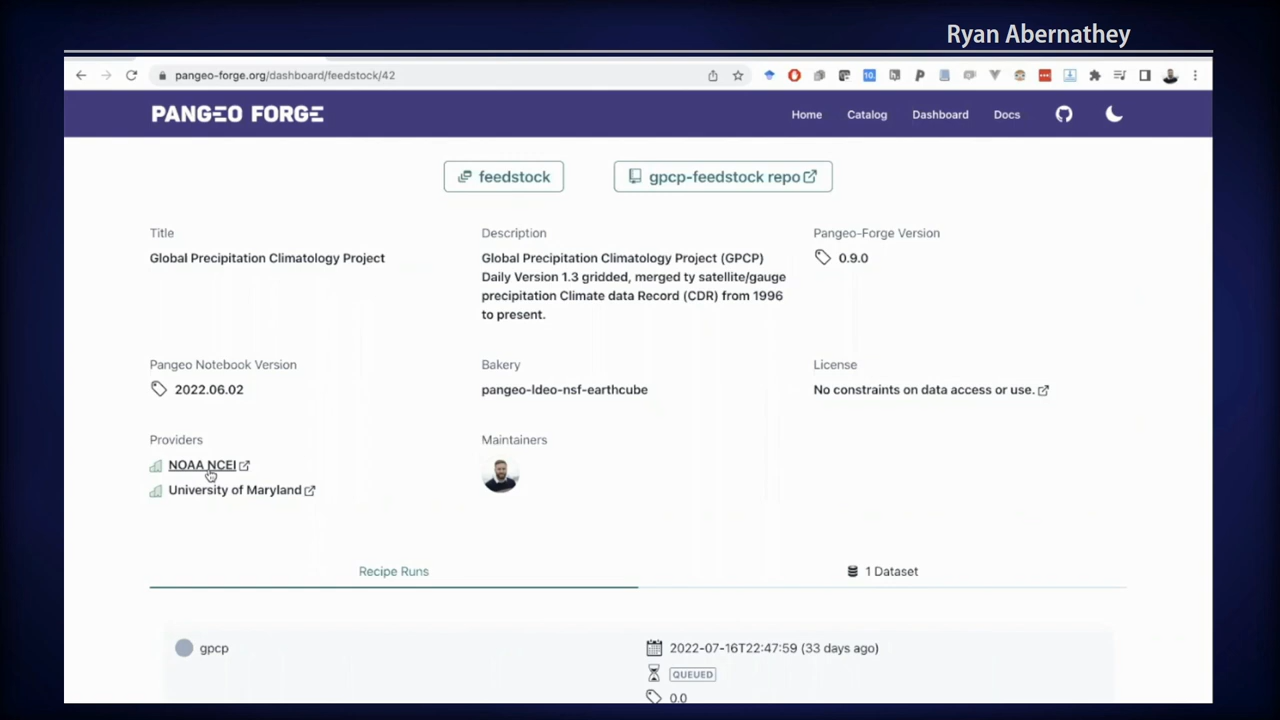 Ryan Abernathey
pangeo-forge.org/dashboard/feedstock/42
PANGEO FORGE
Home Catalog Dashboard Docs
feedstock
gpcp-feedstock repo
Title
Global Precipitation Climatology Project
Description
Global Precipitation Climatology Project (GPCP)
Daily Version 1.3 gridded, merged ty satellite/gauge
precipitation Climate data Record (CDR) from 1996
to present.
Pangeo-Forge Version
0.9.0
Pangeo Notebook Version
2022.06.02
Bakery
pangeo-ldeo-nsf-earthcube
License
No constraints on data access or use.
Providers
NOAA NCEI
University of Maryland
Maintainers
Recipe Runs
1 Dataset
gpcp
2022-07-16T22:47:59 (33 days ago)
QUEUED
0.0